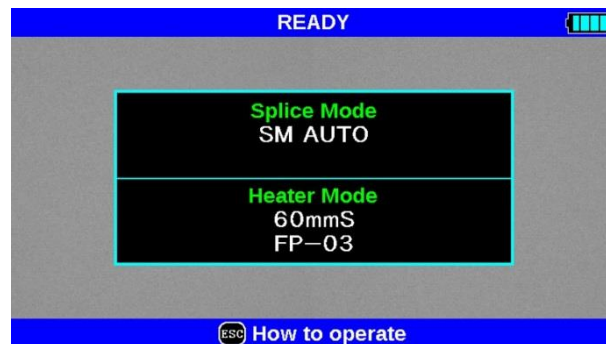 READY
Splice Mode
SM AUTO
Heater Mode
60mmS
FP-03
ESC How to operate